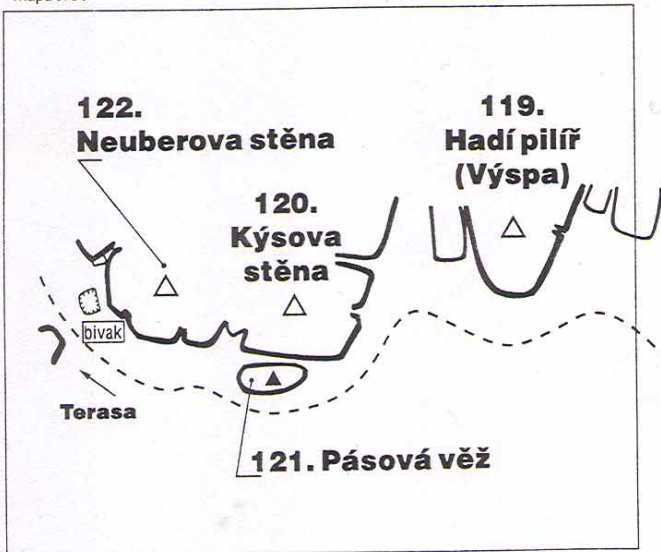 122.
Neuberova stěna
119.
Hadí pilíř
(Výspa)
120.
Kýsova
stěna
bivak
Terasa
121. Pásová věž